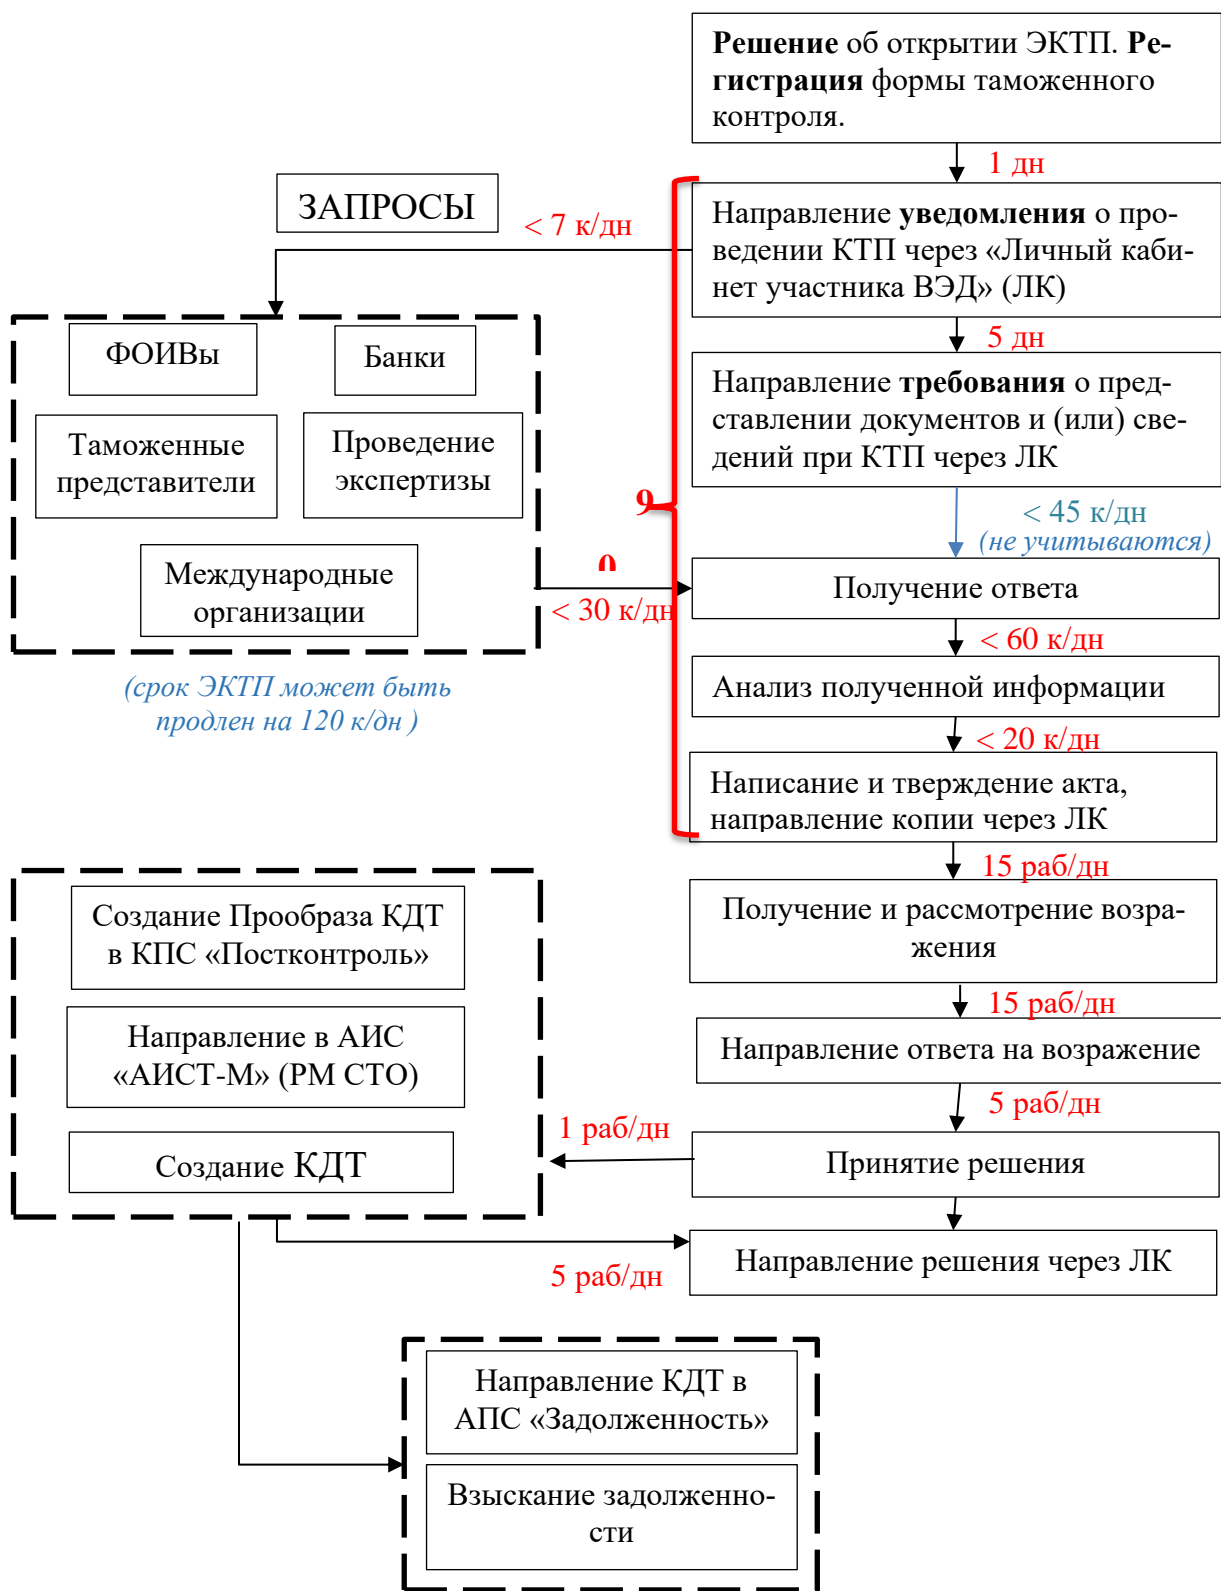 Решение об открытии ЭКТП. Ре-
гистрация формы таможенного
контроля.
1 дн
ЗАПРОСЫ
< 7 к/дн
Направление уведомления о про-
ведении КТП через «Личный каби-
нет участника ВЭД» (ЛК)
5 дн
ФОИВы
Банки
Таможенные
представители
Проведение
экспертизы
Международные
организации
Направление требования о пред-
ставлении документов и (или) све-
дений при КТП через ЛК
9
0
< 45 к/дн
(не учитываются)
< 30 к/дн
Получение ответа
< 60 к/дн
(срок ЭКТП может быть
продлен на 120 к/дн )
Анализ полученной информации
< 20 к/дн
Написание и тверждение акта,
направление копии через ЛК
15 раб/дн
Получение и рассмотрение возра-
жения
15 раб/дн
Направление ответа на возражение
5 раб/дн
Создание Прообраза КДТ
в КПС «Постконтроль»
Направление в АИС
«АИСТ-М» (РМ СТО)
Создание КДТ
1 раб/дн
Принятие решения
5 раб/дн
Направление решения через ЛК
Направление КДТ в
АПС «Задолженность»
Взыскание задолженно-
сти